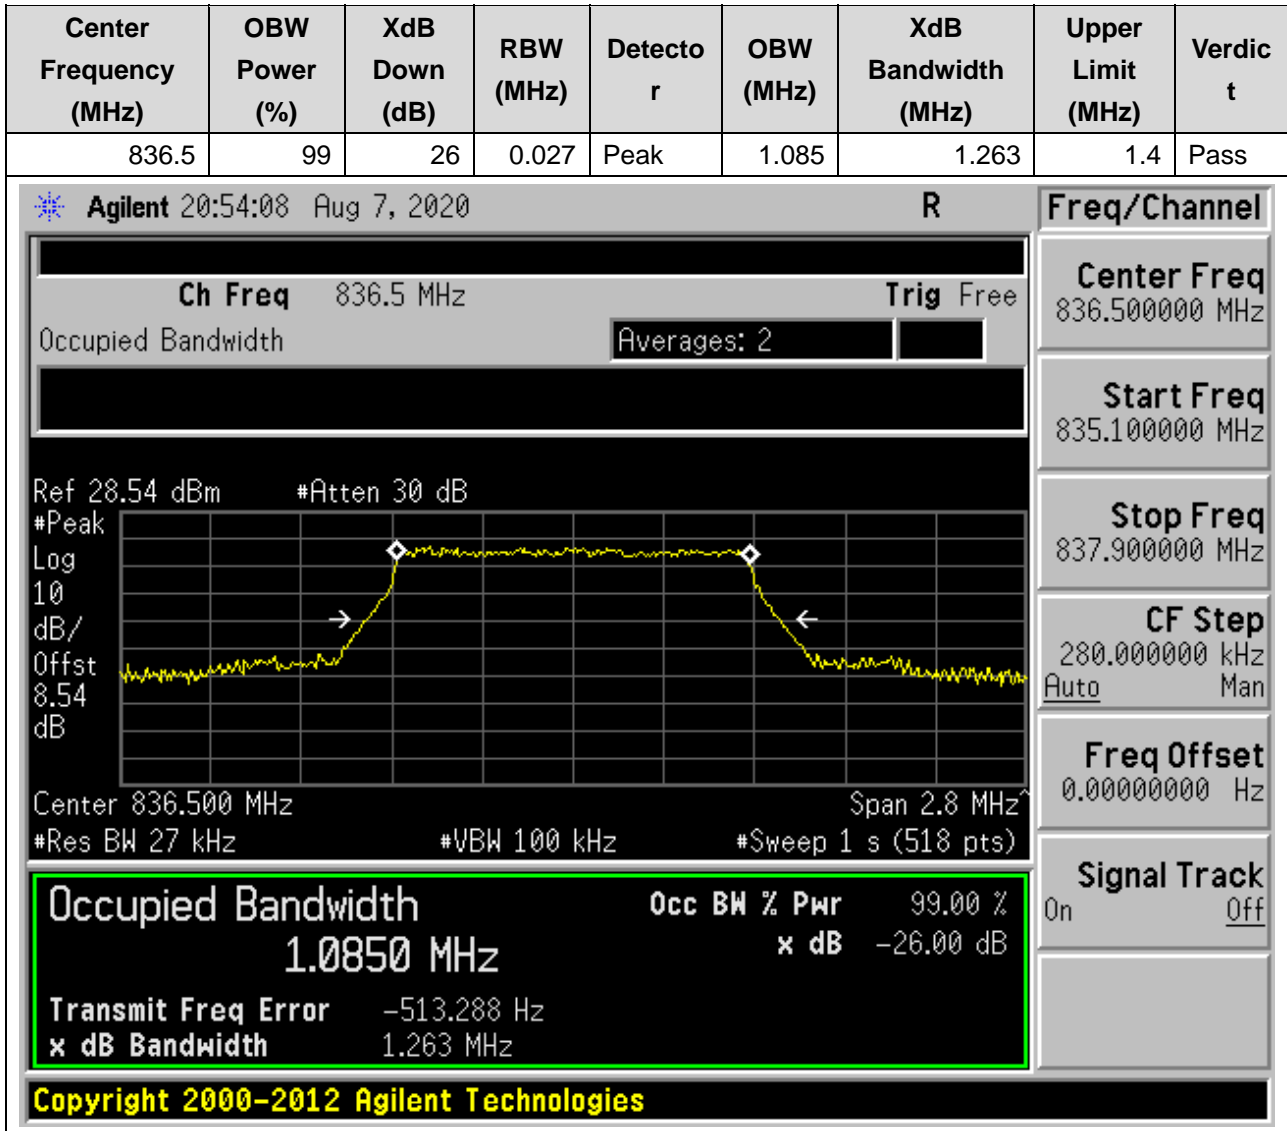 Center Frequency (MHz) OBW Power (%) XdB Down (dB) RBW (MHz) Detecto r OBW (MHz) XdB Bandwidth (MHz) Upper Limit (MHz) Verdic t
836.5 99 26 0.027 Peak 1.085 1.263 1.4 Pass
Agilent 20:54:08 Aug 7, 2020 R
Ch Freq 836.5 MHz Trig Free
Occupied Bandwidth Averages: 2
Ref 28.54 dBm #Atten 30 dB
#Peak
Log
10
dB/
Offst
8.54
dB
Center 836.500 MHz Span 2.8 MHz^
#Res BW 27 kHz #VBW 100 kHz #Sweep 1 s (518 pts)
Occupied Bandwidth Occ BW % Pwr 99.00 %
1.0850 MHz x dB -26.00 dB
Transmit Freq Error -513.288 Hz
x dB Bandwidth 1.263 MHz
Copyright 2000-2012 Agilent Technologies
Freq/Channel
Center Freq
836.500000 MHz
Start Freq
835.100000 MHz
Stop Freq
837.900000 MHz
CF Step
280.000000 kHz
Auto Man
Freq Offset
0.00000000 Hz
Signal Track
On Off